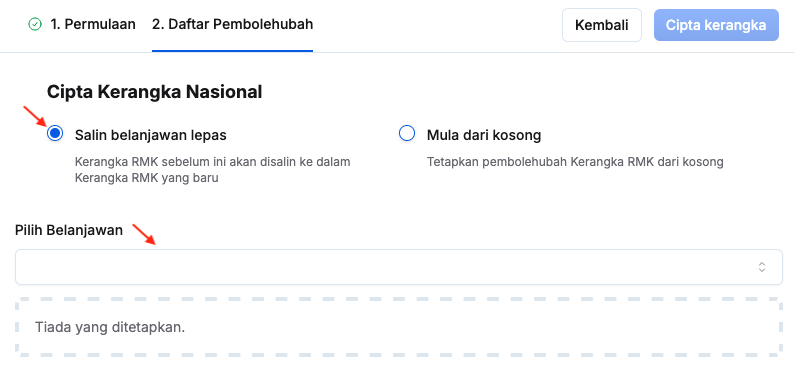 1. Permulaan
2. Daftar Pembolehubah
Kembali
Cipta kerangka
Cipta Kerangka Nasional
Salin belanjawan lepas
Kerangka RMK sebelum ini akan disalin ke dalam
Kerangka RMK yang baru
Mula dari kosong
Tetapkan pembolehubah Kerangka RMK dari kosong
Pilih Belanjawan
Tiada yang ditetapkan.